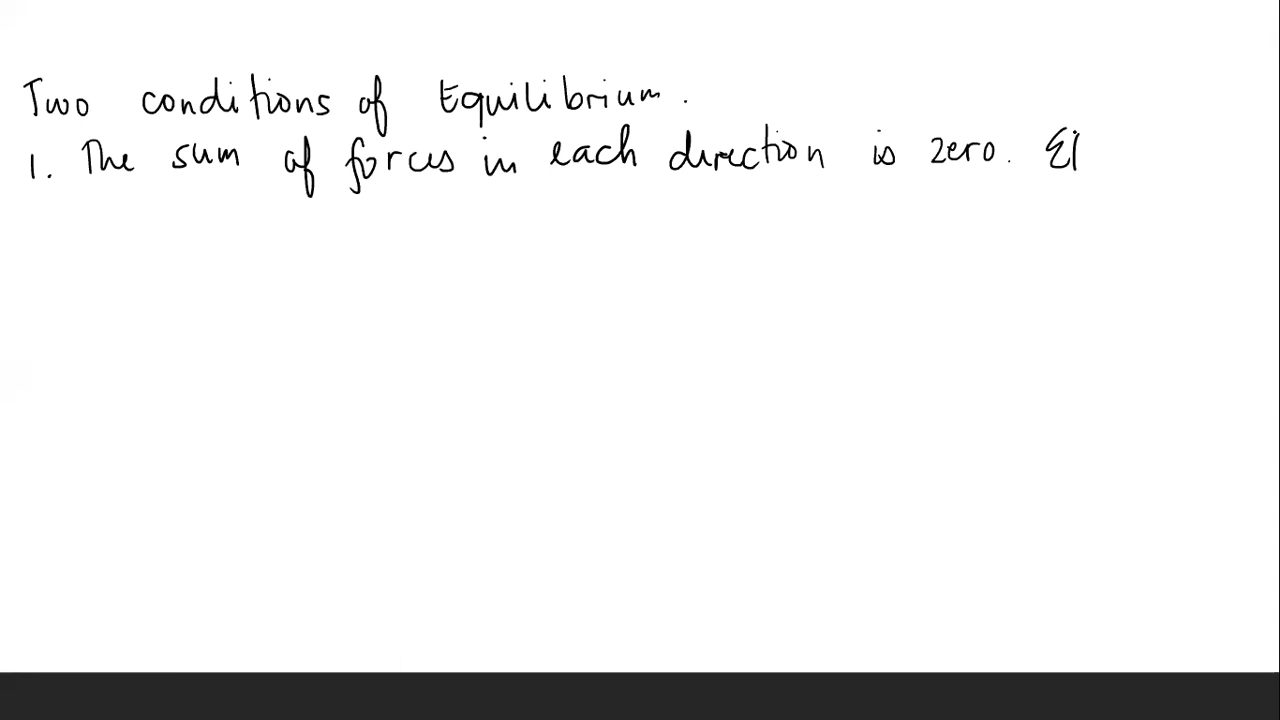 Two conditions of Equilibrium.
1. The sum of forces in each direction is zero. Σ